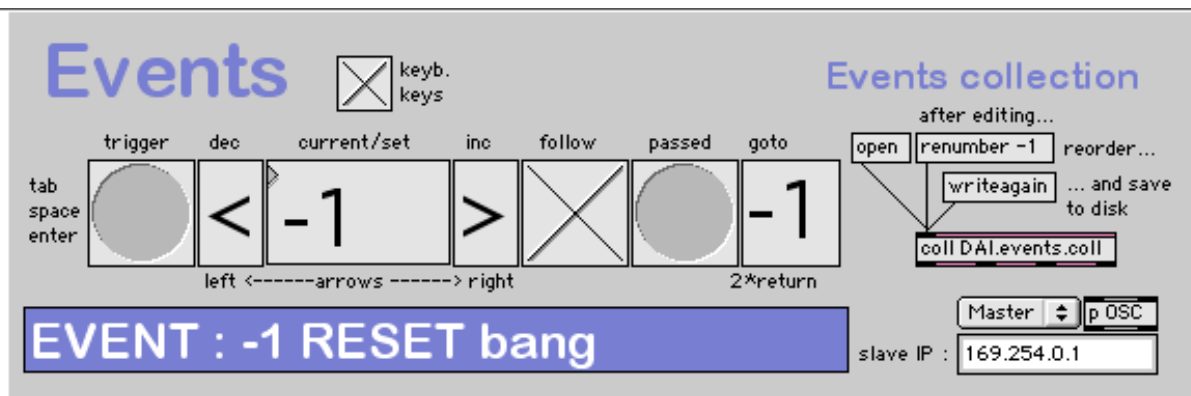 Events
keyb.
keys
Events collection
after editing...
open
renumber -1
reorder...
writeagain
... and save
to disk
coll DAI.events.coll
trigger
dec
current/set
inc
follow
passed
goto
tab
space
enter
<
-1
>
-1
left <------arrows ------> right
2*return
EVENT : -1 RESET bang
Master
p OSC
slave IP :
169.254.0.1